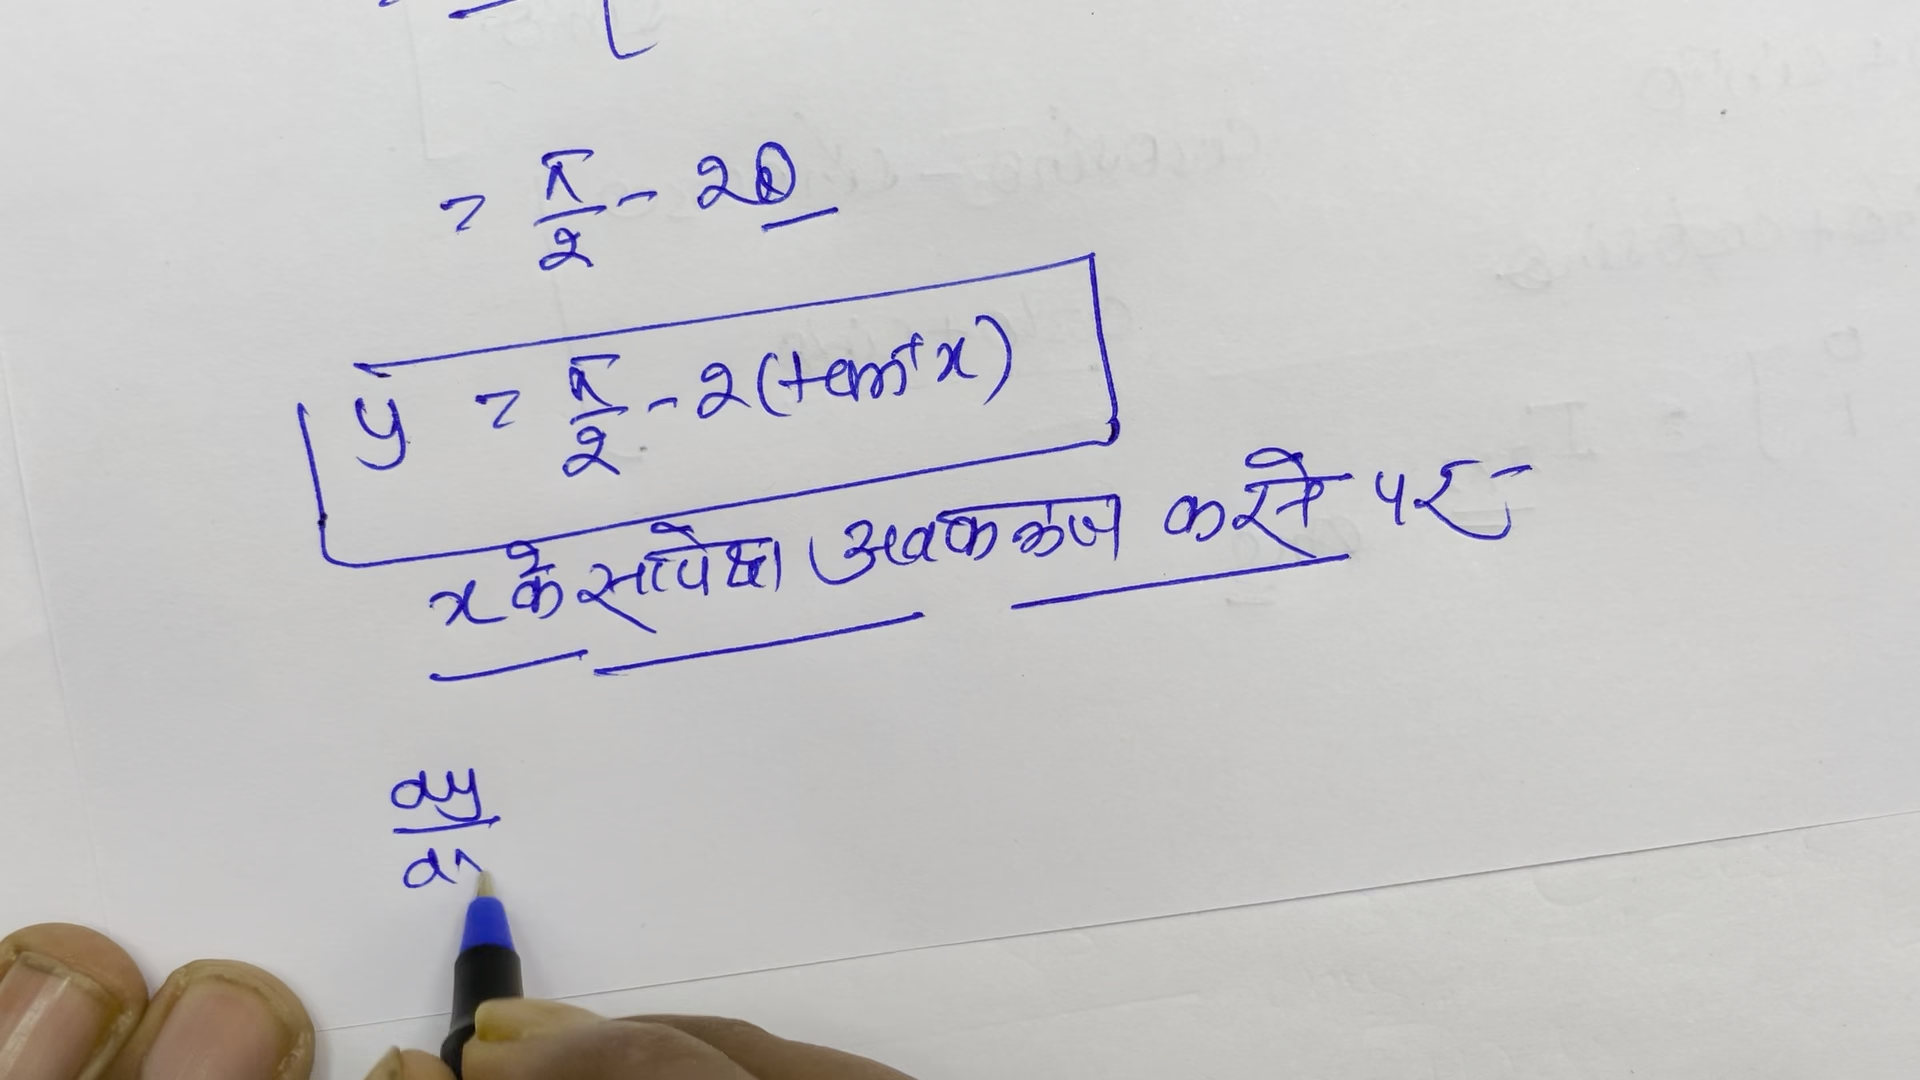 = π/2 - 2θ
y = π/2 - 2(tan⁻¹x)
x के सापेक्ष अवकलन करने पर -
dy/dx